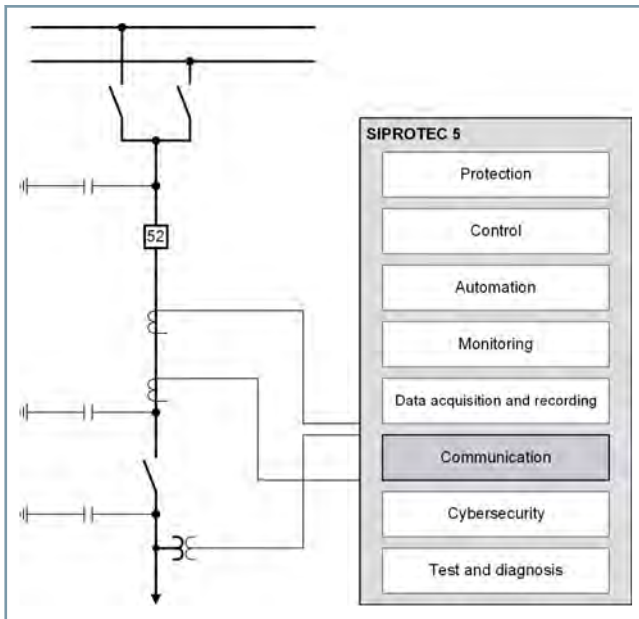 SIPROTEC 5
Protection
Control
52
Automation
Monitoring
Data acquisition and recording
Communication
Cybersecurity
Test and diagnosis